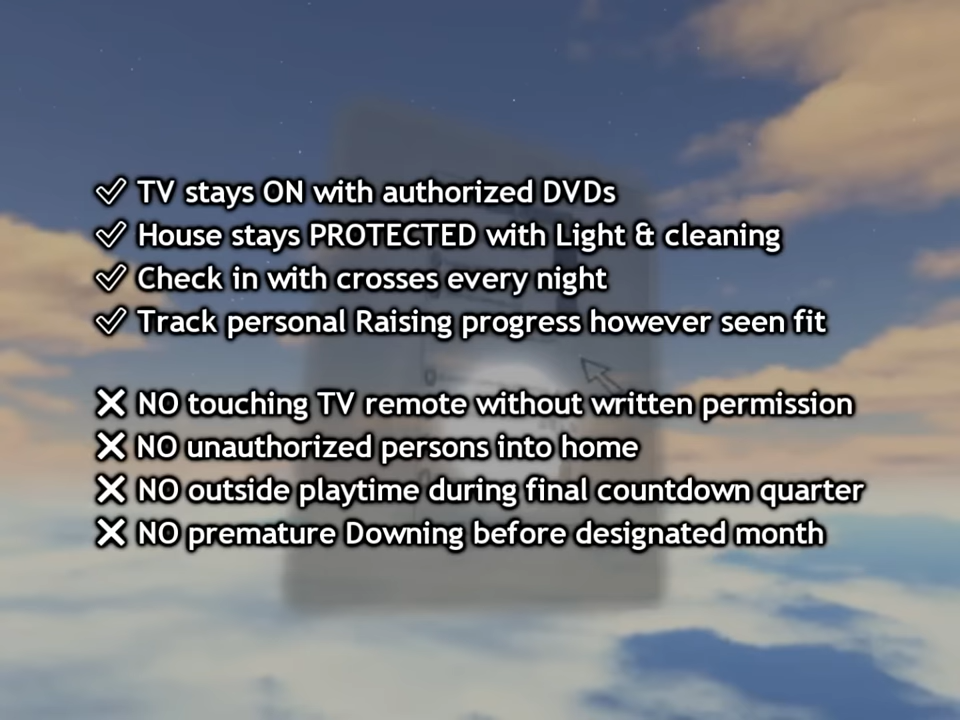 ✓ TV stays ON with authorized DVDs
✓ House stays PROTECTED with Light & cleaning
✓ Check in with crosses every night
✓ Track personal Raising progress however seen fit
✕ NO touching TV remote without written permission
✕ NO unauthorized persons into home
✕ NO outside playtime during final countdown quarter
✕ NO premature Downing before designated month